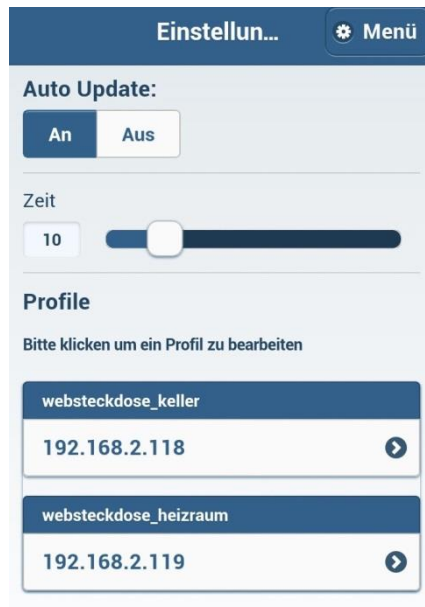 Einstellun...
Menü
Auto Update:
An Aus
Zeit
10
Profile
Bitte klicken um ein Profil zu bearbeiten
websteckdose_keller
192.168.2.118
websteckdose_heizraum
192.168.2.119